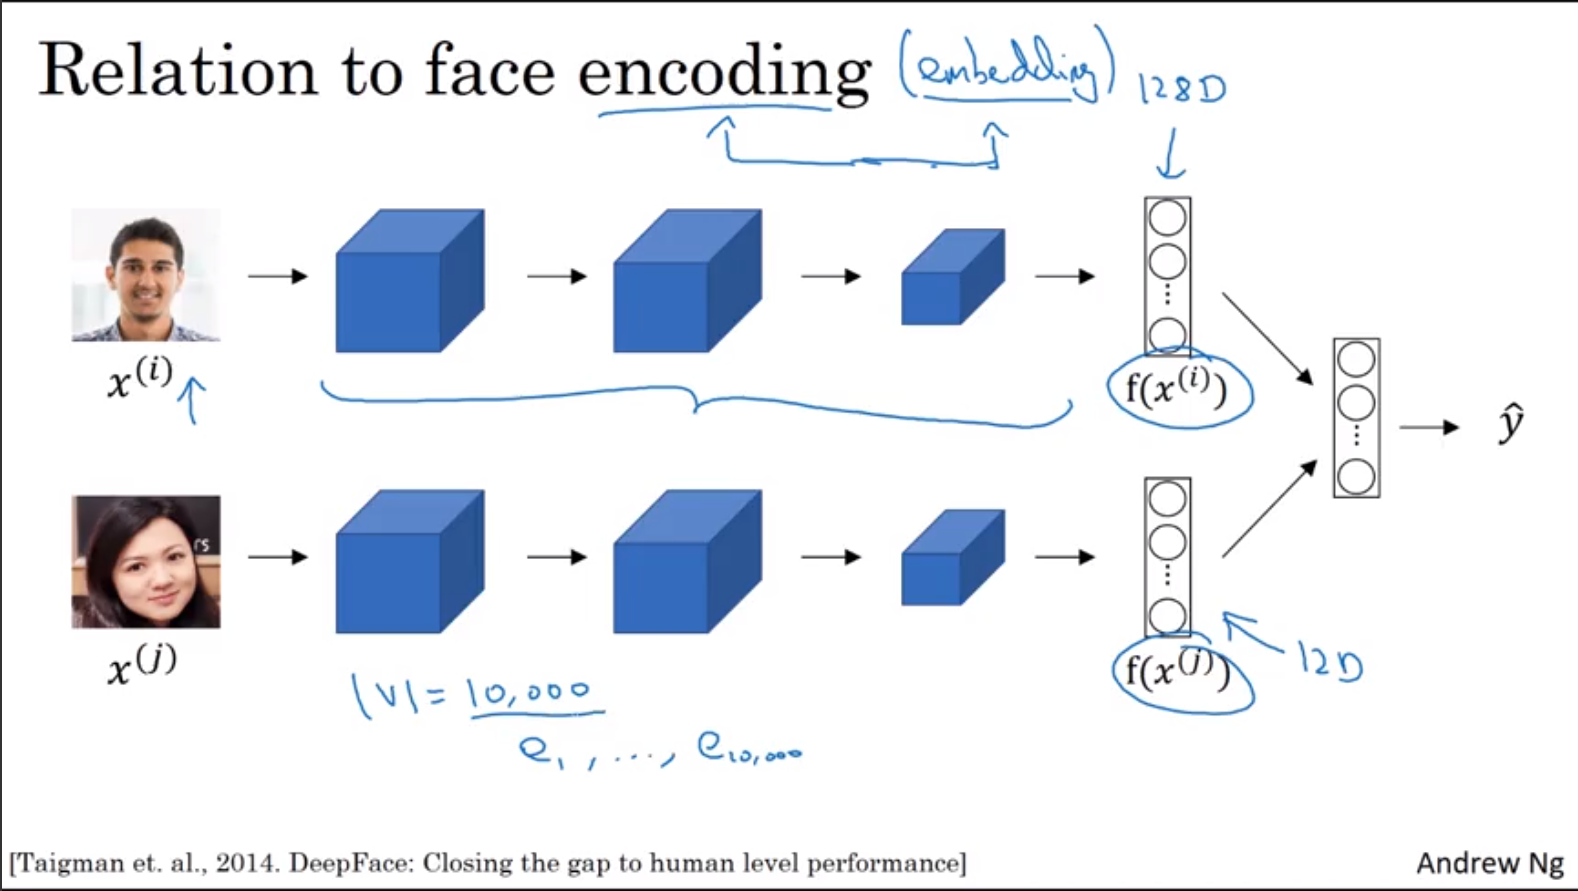 Relation to face encoding (embedding) 128D
x^(i)
f(x^(i))
ŷ
rs
x^(j)
f(x^(j))
12D
|V| = 10,000
e₁, ..., e₁₀,₀₀₀
[Taigman et. al., 2014. DeepFace: Closing the gap to human level performance]
Andrew Ng